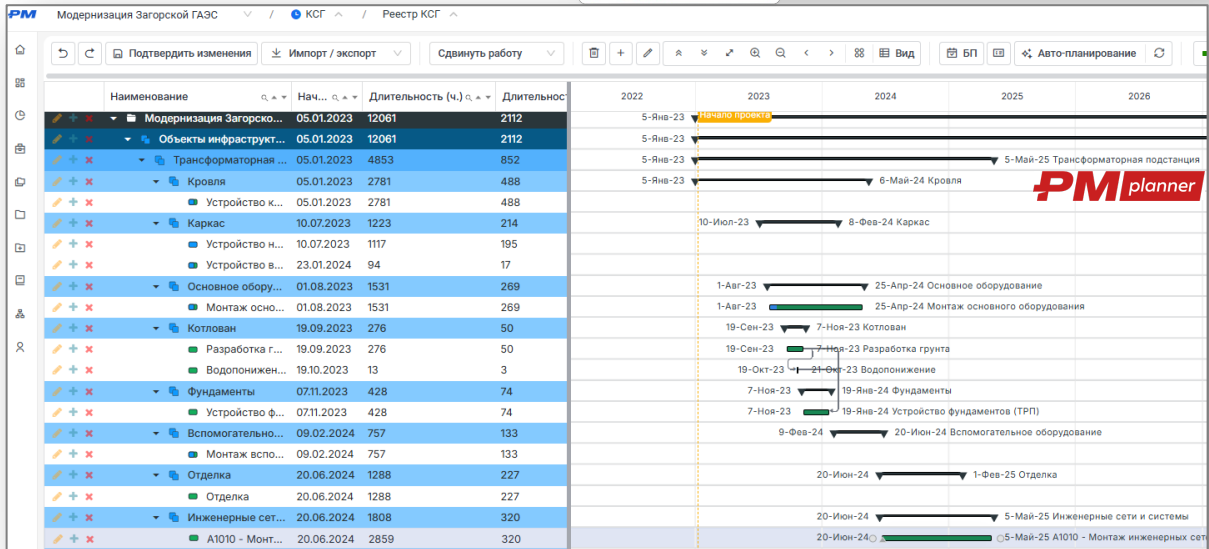 PM Модернизация Загорской ГАЭС / КСГ / Реестр КСГ
Подтвердить изменения Импорт / экспорт Сдвинуть работу Вид БП Авто-планирование
Наименование Нач... Длительность (ч.) Длительнос 2022 2023 2024 2025 2026
Модернизация Загорско... 05.01.2023 12061 2112 5-Янв-23 Начало проекта
Объекты инфраструкт... 05.01.2023 12061 2112 5-Янв-23
Трансформаторная ... 05.01.2023 4853 852 5-Янв-23 5-Май-25 Трансформаторная подстанция
Кровля 05.01.2023 2781 488 5-Янв-23 6-Май-24 Кровля
PM planner
Устройство к... 05.01.2023 2781 488
Каркас 10.07.2023 1223 214 10-Июл-23 8-Фев-24 Каркас
Устройство н... 10.07.2023 1117 195
Устройство в... 23.01.2024 94 17
Основное обору... 01.08.2023 1531 269 1-Авг-23 25-Апр-24 Основное оборудование
Монтаж осно... 01.08.2023 1531 269 1-Авг-23 25-Апр-24 Монтаж основного оборудования
Котлован 19.09.2023 276 50 19-Сен-23 7-Ноя-23 Котлован
Разработка г... 19.09.2023 276 50 19-Сен-23 7-Ноя-23 Разработка грунта
Водопонижен... 19.10.2023 13 3 19-Окт-23 21-Окт-23 Водопонижение
Фундаменты 07.11.2023 428 74 7-Ноя-23 19-Янв-24 Фундаменты
Устройство ф... 07.11.2023 428 74 7-Ноя-23 19-Янв-24 Устройство фундаментов (ТРП)
Вспомогательно... 09.02.2024 757 133 9-Фев-24 20-Июн-24 Вспомогательное оборудование
Монтаж вспо... 09.02.2024 757 133
Отделка 20.06.2024 1288 227 20-Июн-24 1-Фев-25 Отделка
Отделка 20.06.2024 1288 227
Инженерные сет... 20.06.2024 1808 320 20-Июн-24 5-Май-25 Инженерные сети и системы
A1010 - Монт... 20.06.2024 2859 320 20-Июн-24 5-Май-25 A1010 - Монтаж инженерных сет